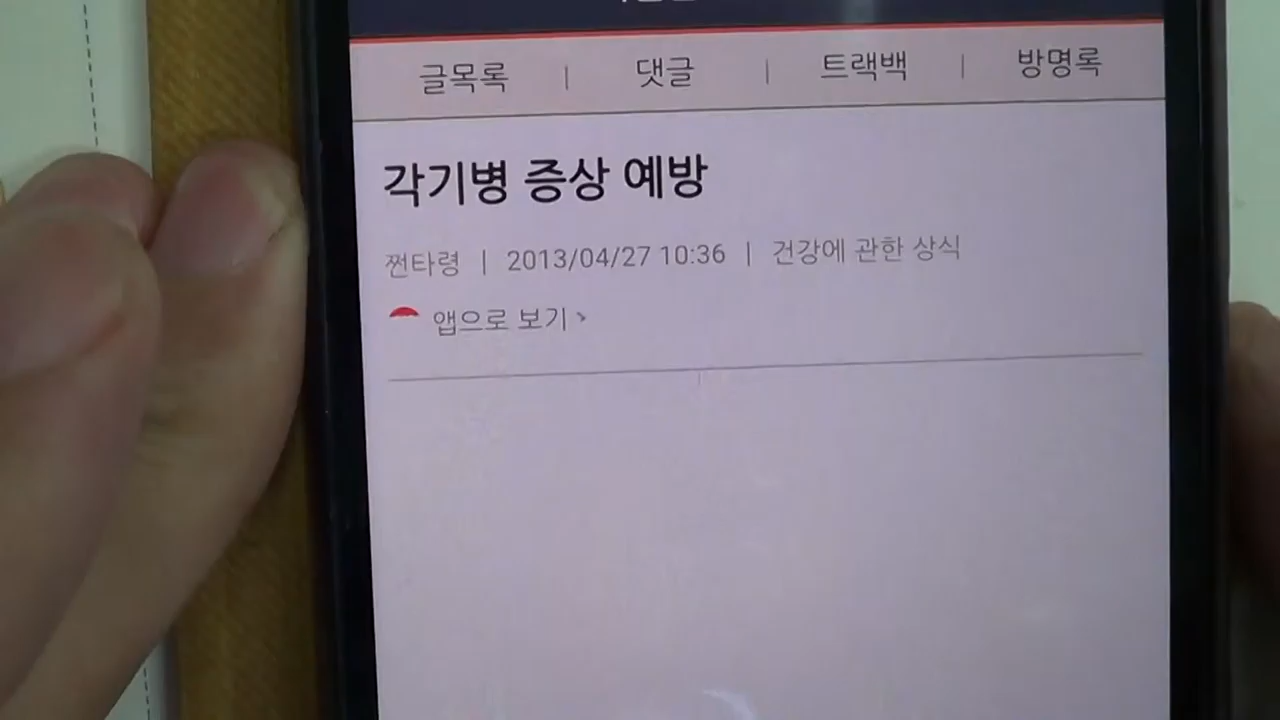 글목록 | 댓글 | 트랙백 | 방명록
각기병 증상 예방
쩐타령 | 2013/04/27 10:36 | 건강에 관한 상식
앱으로 보기 >